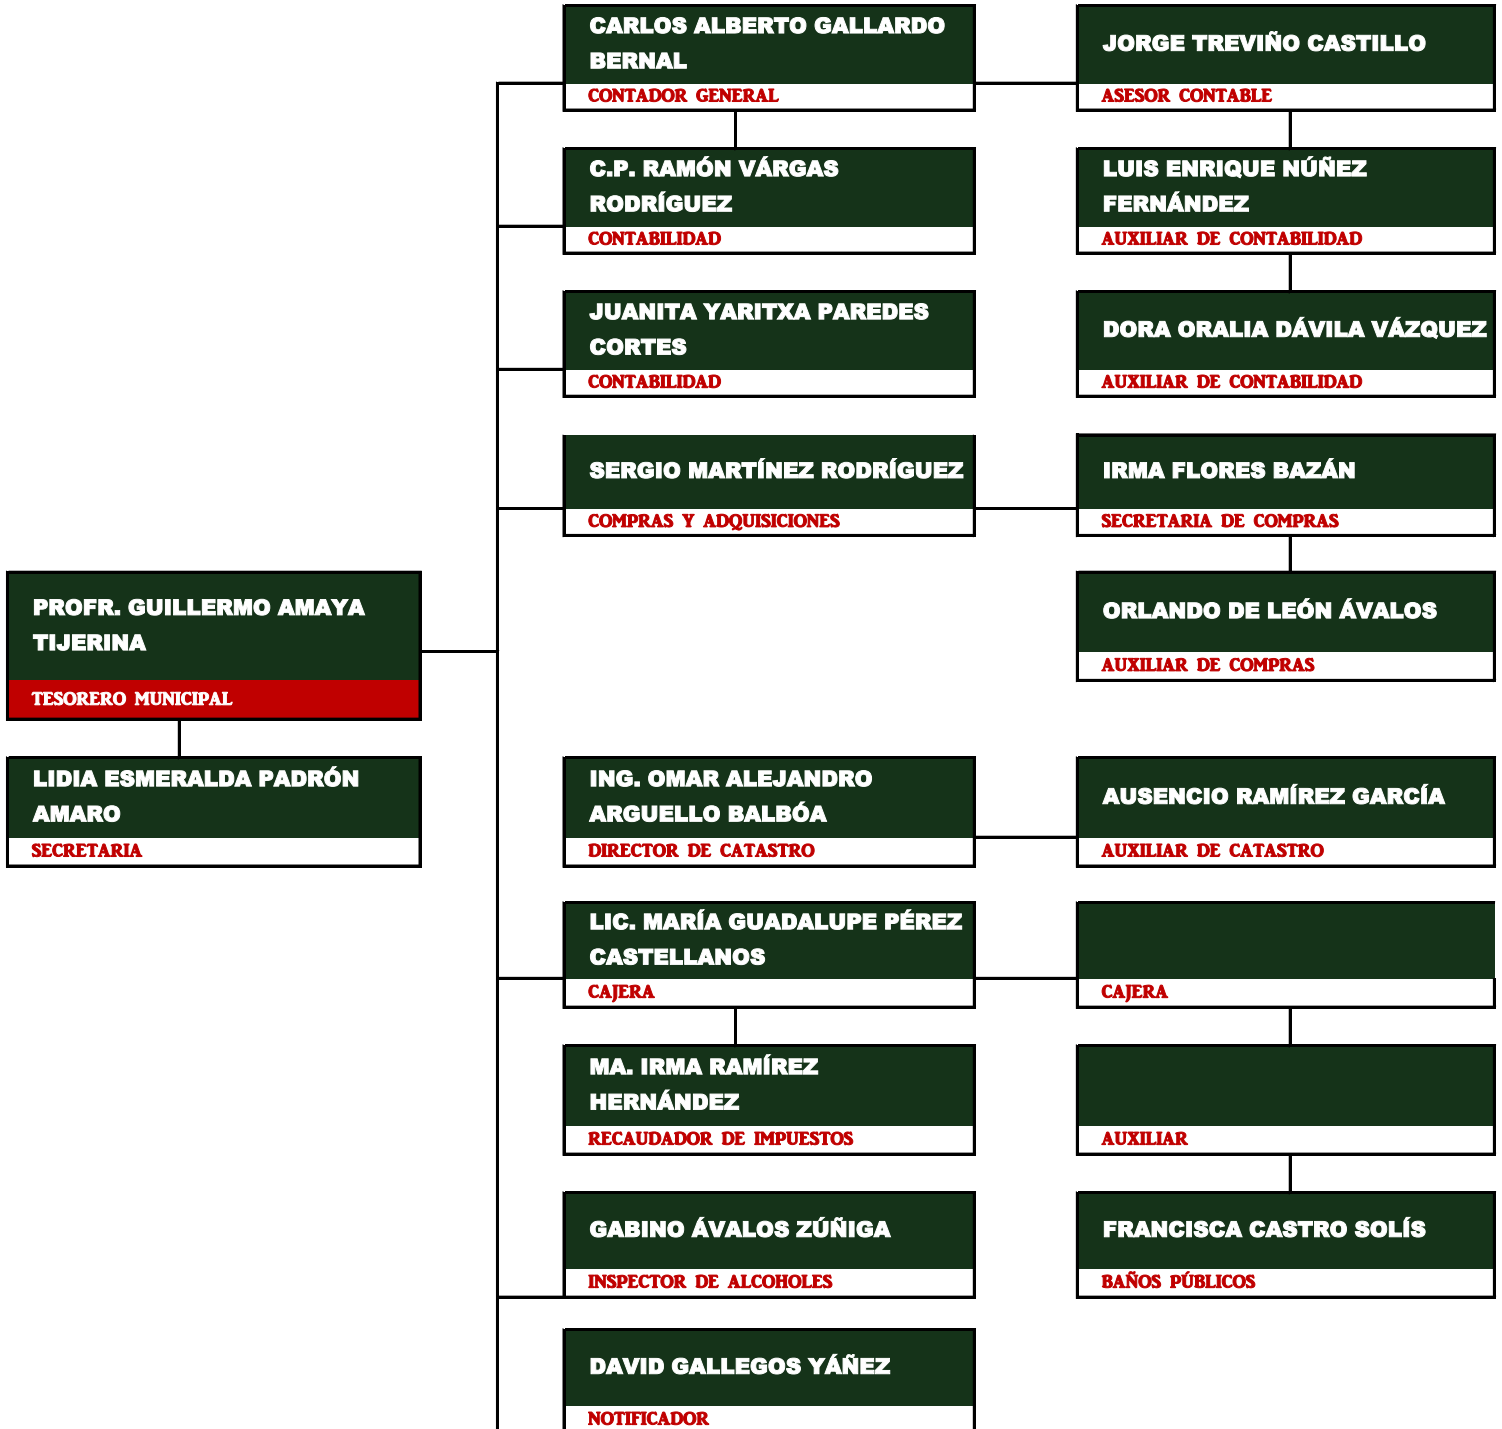 CARLOS ALBERTO GALLARDO
BERNAL
CONTADOR GENERAL
JORGE TREVIÑO CASTILLO
ASESOR CONTABLE
C.P. RAMÓN VÁRGAS
RODRÍGUEZ
CONTABILIDAD
LUIS ENRIQUE NÚÑEZ
FERNÁNDEZ
AUXILIAR DE CONTABILIDAD
JUANITA YARITXA PAREDES
CORTES
CONTABILIDAD
DORA ORALIA DÁVILA VÁZQUEZ
AUXILIAR DE CONTABILIDAD
SERGIO MARTÍNEZ RODRÍGUEZ
COMPRAS Y ADQUISICIONES
IRMA FLORES BAZÁN
SECRETARIA DE COMPRAS
PROFR. GUILLERMO AMAYA
TIJERINA
TESORERO MUNICIPAL
ORLANDO DE LEÓN ÁVALOS
AUXILIAR DE COMPRAS
LIDIA ESMERALDA PADRÓN
AMARO
SECRETARIA
ING. OMAR ALEJANDRO
ARGUELLO BALBÓA
DIRECTOR DE CATASTRO
AUSENCIO RAMÍREZ GARCÍA
AUXILIAR DE CATASTRO
LIC. MARÍA GUADALUPE PÉREZ
CASTELLANOS
CAJERA
CAJERA
MA. IRMA RAMÍREZ
HERNÁNDEZ
RECAUDADOR DE IMPUESTOS
AUXILIAR
GABINO ÁVALOS ZÚÑIGA
INSPECTOR DE ALCOHOLES
FRANCISCA CASTRO SOLÍS
BAÑOS PÚBLICOS
DAVID GALLEGOS YÁÑEZ
NOTIFICADOR